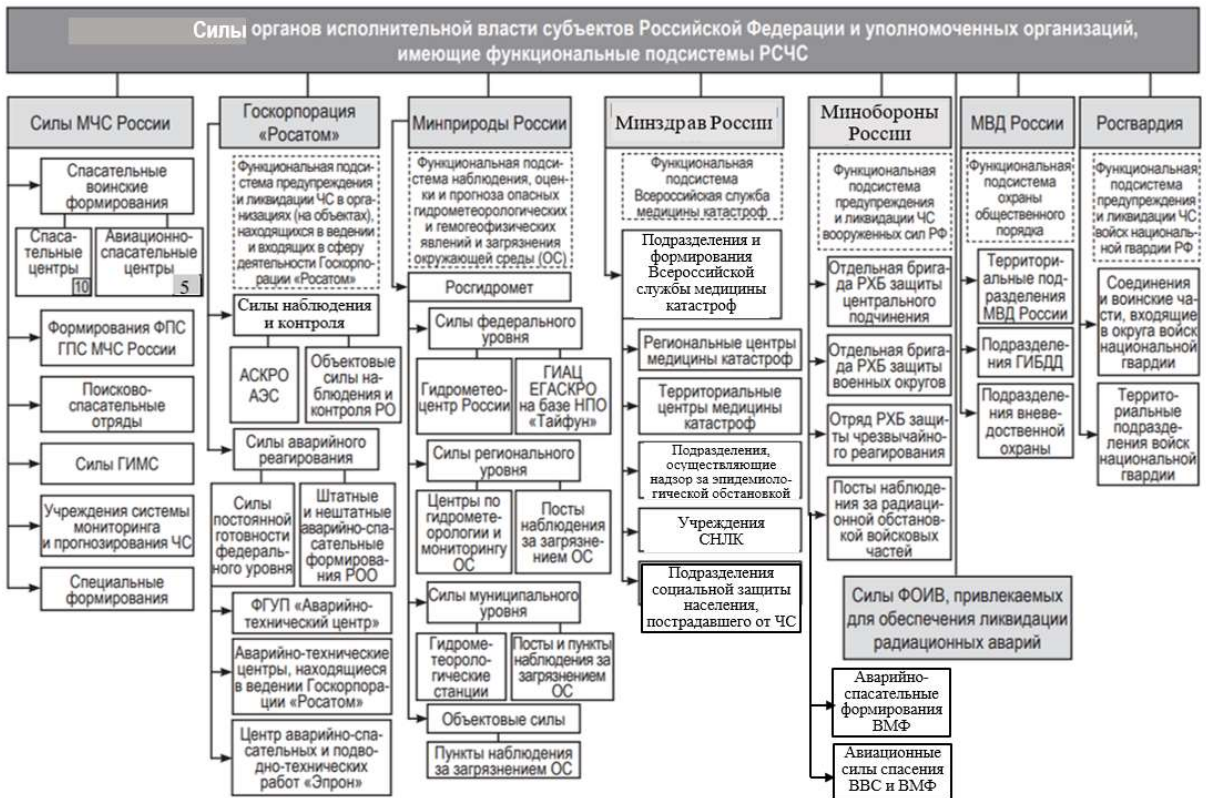 Силы органов исполнительной власти субъектов Российской Федерации и уполномоченных организаций,
имеющие функциональные подсистемы РСЧС
Силы МЧС России
Спасательные
воинские
формирования
Спаса-
тельные
центры
10
Авиационно-
спасательные
центры
5
Формирования ФПС
ГПС МЧС России
Поисково-
спасательные
отряды
Силы ГИМС
Учреждения системы
мониторинга
и прогнозирования ЧС
Специальные
формирования
Госкорпорация
«Росатом»
Функциональная подси-
стема предупреждения
и ликвидации ЧС в орга-
низациях (на объектах),
находящихся в ведении
и входящих в сферу
деятельности Госкорпо-
рации «Росатом»
Силы наблюдения
и контроля
АСКРО
АЭС
Объектовые
силы на-
блюдения и
контроля РО
Силы аварийного
реагирования
Силы
постоянной
готовности
федераль-
ного уровня
Штатные
и нештатные
аварийно-спа-
сательные
формирова-
ния РОО
ФГУП «Аварийно-
технический центр»
Аварийно-технические
центры, находящиеся
в ведении Госкорпора-
ции «Росатом»
Центр аварийно-спа-
сательных и подво-
дно-технических
работ «Эпрон»
Минприроды России
Функциональная подси-
стема наблюдения, оцен-
ки и прогноза опасных
гидрометеорологических
и гемогеофизических
явлений и загрязнения
окружающей среды (ОС)
Росгидромет
Силы федерального
уровня
Гидрометео-
центр России
ГИАЦ
ЕГАСКРО
на базе НПО
«Тайфун»
Силы регионального
уровня
Центры по
гидромете-
орологии и
мониторингу
ОС
Посты
наблюдения
за загрязне-
нием ОС
Силы муниципального
уровня
Гидроме-
теороло-
гические
станции
Посты и пункты
наблюдения за
загрязнением
ОС
Объектовые силы
Пункты наблюдения
за загрязнением ОС
Минздрав России
Функциональная
подсистема
Всероссийская служба
медицины катастроф
Подразделения и
формирования
Всероссийской
службы медицины
катастроф
Региональные центры
медицины катастроф
Территориальные
центры медицины
катастроф
Подразделения,
осуществляющие
надзор за эпидемиоло-
гической обстановкой
Учреждения
СНЛК
Подразделения
социальной защиты
населения,
пострадавшего от ЧС
Минобороны
России
Функциональная
подсистема
предупреждения
и ликвидации ЧС
вооруженных сил РФ
Отдельная брига-
да РХБ защиты
центрального
подчинения
Отдельная брига-
да РХБ защиты
военных округов
Отряд РХБ защи-
ты чрезвычайно-
го реагирования
Посты наблюде-
ния за радиаци-
онной обстанов-
кой войсковых
частей
Аварийно-
спасательные
формирования
ВМФ
Авиационные
силы спасения
ВВС и ВМФ
МВД России
Функциональная
подсистема
охраны
общественного
порядка
Территори-
альные под-
разделения
МВД России
Подразделе-
ния ГИБДД
Подразделе-
ния вневе-
домственной
охраны
Росгвардия
Функциональная
подсистема
предупреждения
и ликвидации ЧС
войск националь-
ной гвардии РФ
Соединения
и воинские ча-
сти, входящие
в округа войск
национальной
гвардии
Террито-
риальные
подразде-
ления войск
национальной
гвардии
Силы ФОИВ, привлекаемых
для обеспечения ликвидации
радиационных аварий